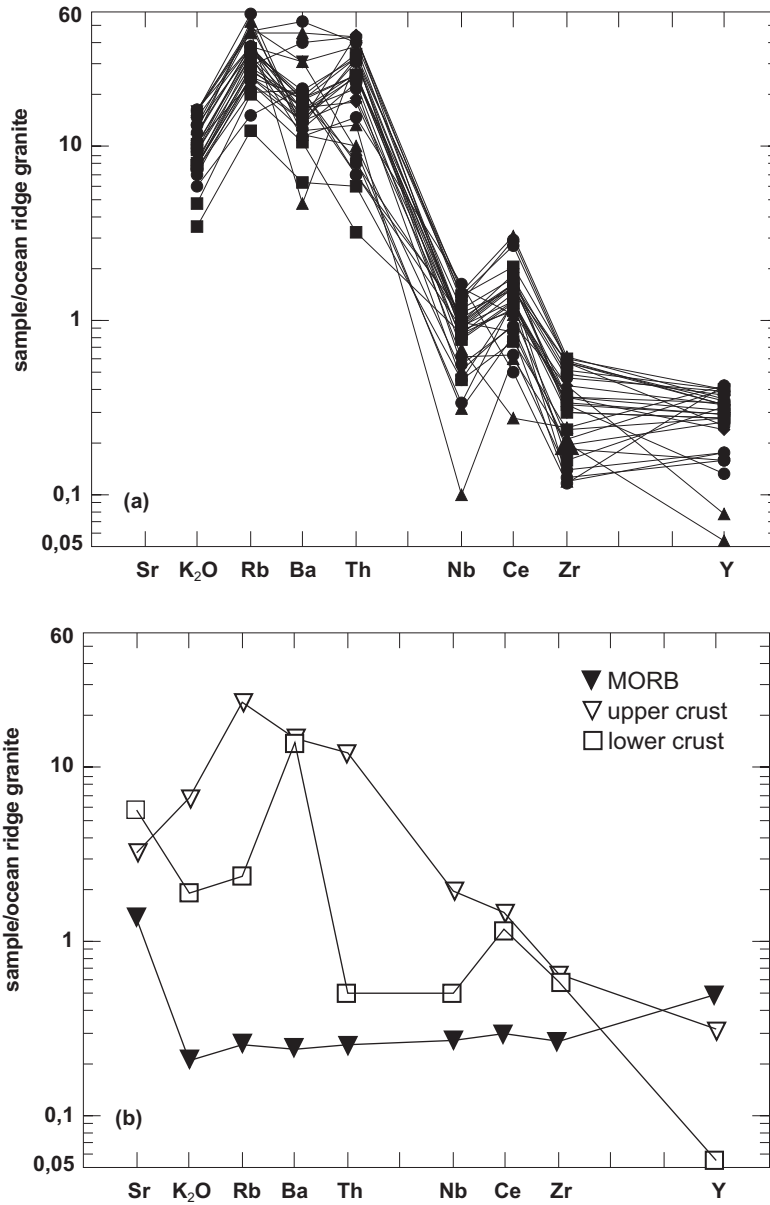 60
10
1
0,1
0,05
sample/ocean ridge granite
(a)
Sr K₂O Rb Ba Th Nb Ce Zr Y
60
10
1
0,1
0,05
sample/ocean ridge granite
MORB
upper crust
lower crust
(b)
Sr K₂O Rb Ba Th Nb Ce Zr Y